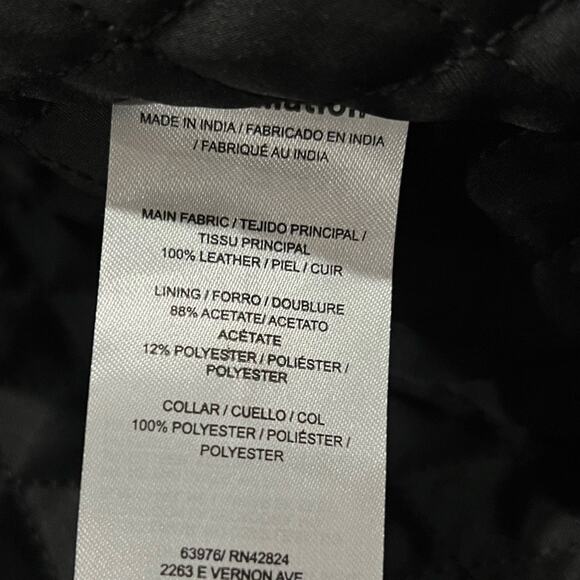 MADE IN INDIA / FABRICADO EN INDIA
/ FABRIQUÉ AU INDIA
MAIN FABRIC / TEJIDO PRINCIPAL /
TISSU PRINCIPAL
100% LEATHER / PIEL / CUIR
LINING / FORRO / DOUBLURE
88% ACETATE/ ACETATO
ACÉTATE
12% POLYESTER / POLIÉSTER /
POLYESTER
COLLAR / CUELLO / COL
100% POLYESTER / POLIÉSTER /
POLYESTER
63976/ RN42824
2263 E VERNON AVE